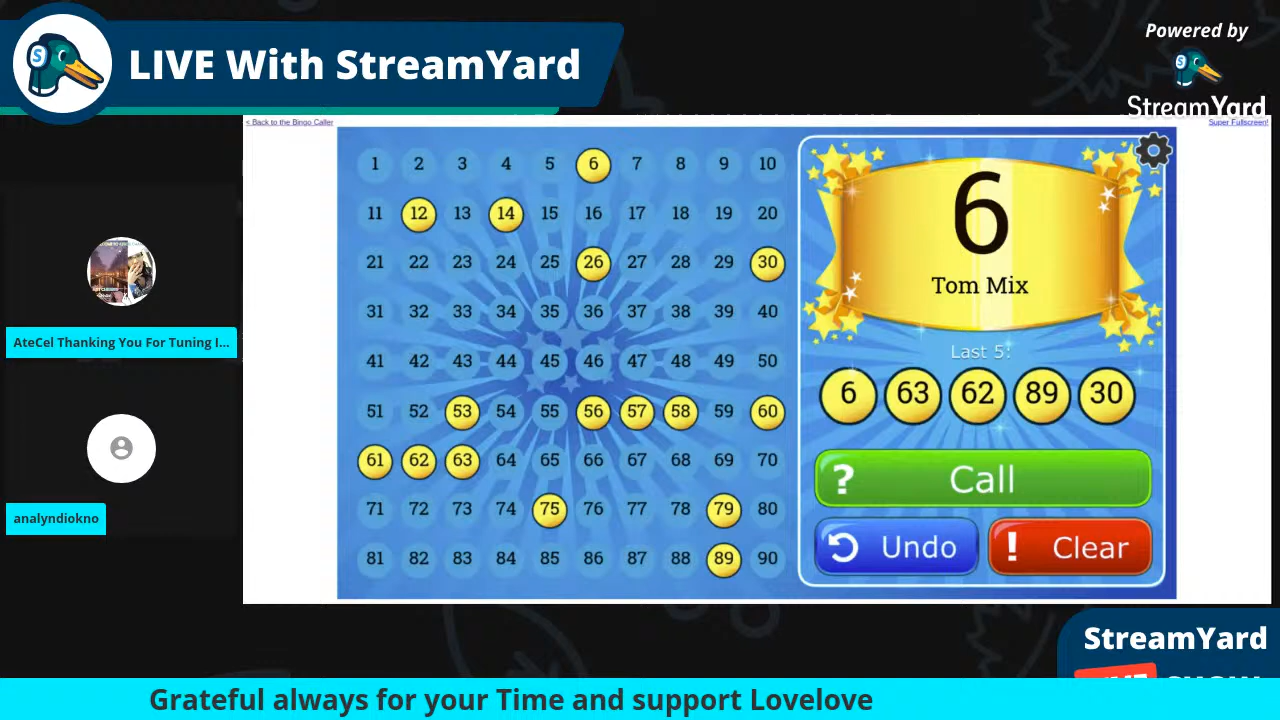 LIVE With StreamYard
Powered by
StreamYard
< Back to the Bingo Caller
Super Fullscreen!
1 2 3 4 5 6 7 8 9 10
11 12 13 14 15 16 17 18 19 20
21 22 23 24 25 26 27 28 29 30
31 32 33 34 35 36 37 38 39 40
41 42 43 44 45 46 47 48 49 50
51 52 53 54 55 56 57 58 59 60
61 62 63 64 65 66 67 68 69 70
71 72 73 74 75 76 77 78 79 80
81 82 83 84 85 86 87 88 89 90
6
Tom Mix
Last 5:
6 63 62 89 30
? Call
Undo
! Clear
AteCel Thanking You For Tuning I...
analyndiokno
StreamYard
Grateful always for your Time and support Lovelove